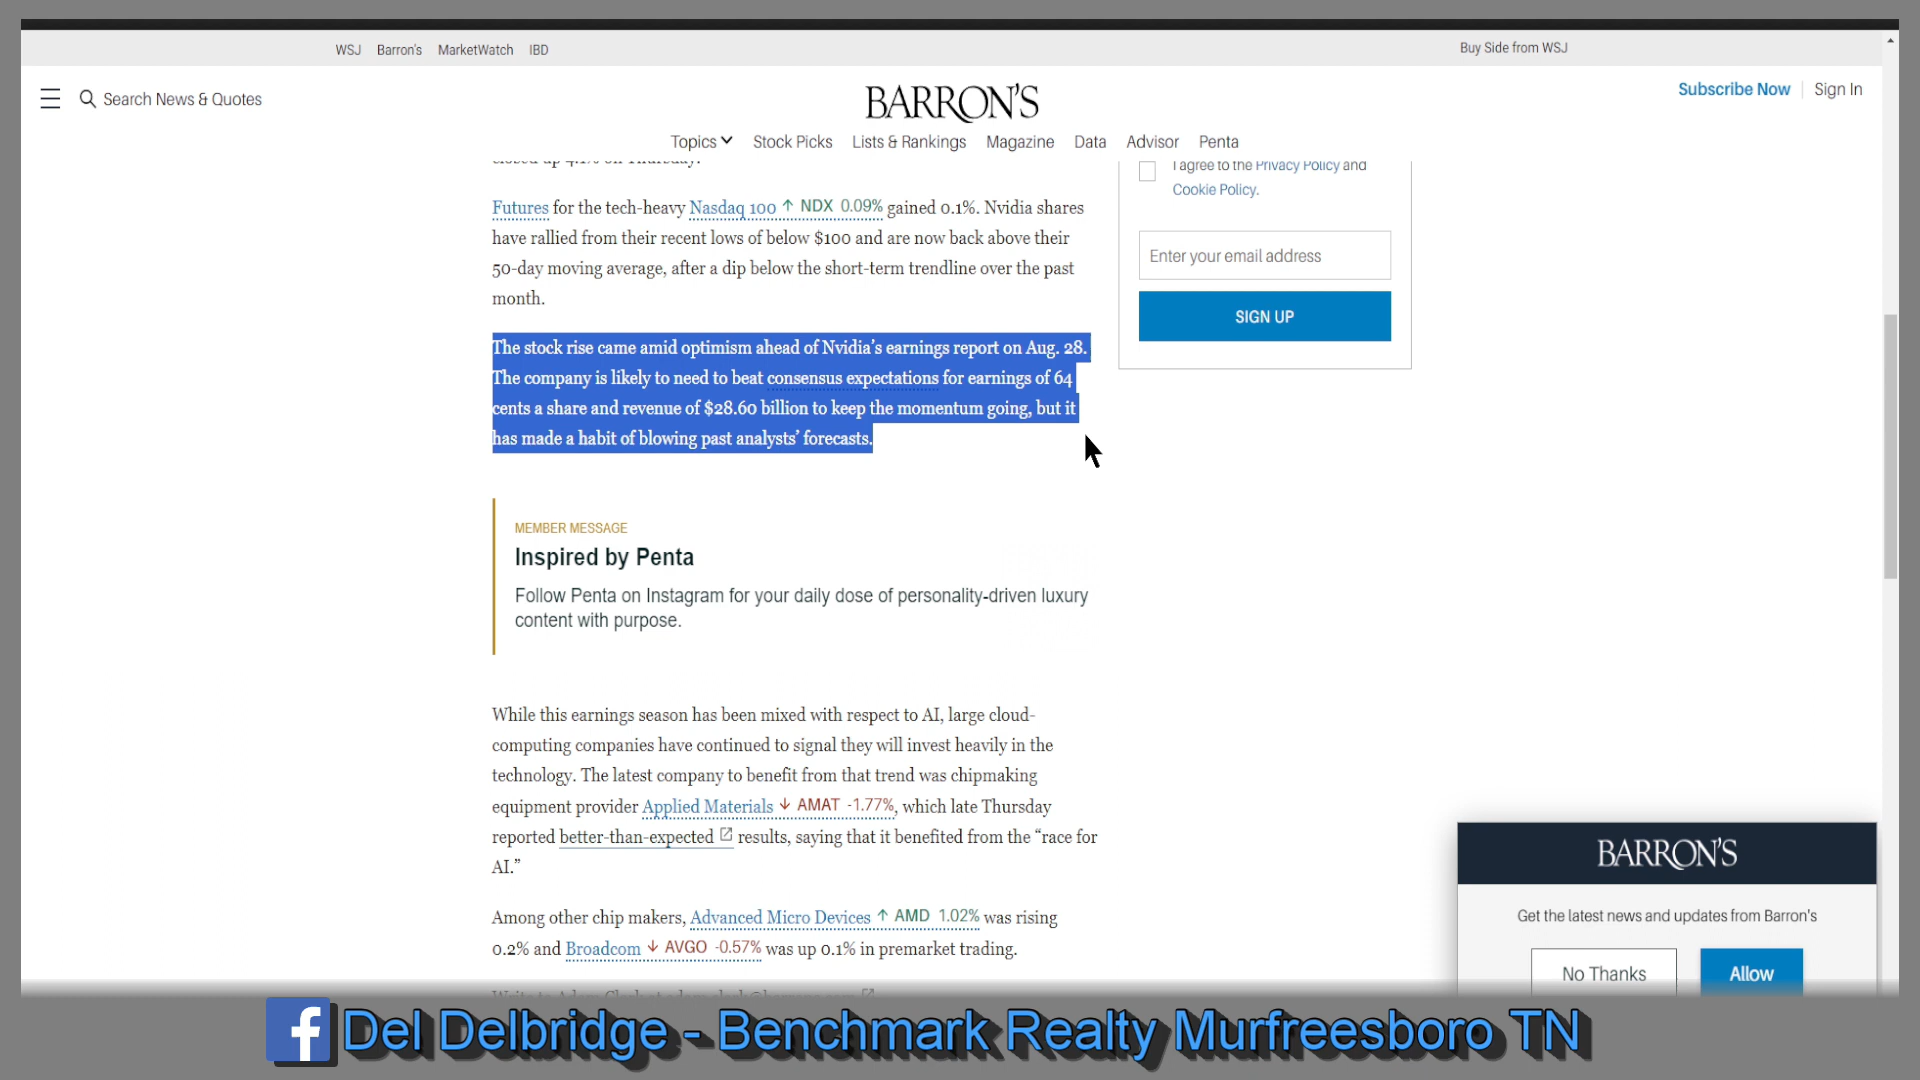 WSJ Barron's MarketWatch IBD Buy Side from WSJ
Search News & Quotes
BARRON'S
Subscribe Now Sign In
Topics Stock Picks Lists & Rankings Magazine Data Advisor Penta
closed up 4.1% on Thursday.
Futures for the tech-heavy Nasdaq 100 ↑ NDX 0.09% gained 0.1%. Nvidia shares
have rallied from their recent lows of below $100 and are now back above their
50-day moving average, after a dip below the short-term trendline over the past
month.
The stock rise came amid optimism ahead of Nvidia's earnings report on Aug. 28.
The company is likely to need to beat consensus expectations for earnings of 64
cents a share and revenue of $28.60 billion to keep the momentum going, but it
has made a habit of blowing past analysts' forecasts.
MEMBER MESSAGE
Inspired by Penta
Follow Penta on Instagram for your daily dose of personality-driven luxury
content with purpose.
While this earnings season has been mixed with respect to AI, large cloud-
computing companies have continued to signal they will invest heavily in the
technology. The latest company to benefit from that trend was chipmaking
equipment provider Applied Materials ↓ AMAT -1.77%, which late Thursday
reported better-than-expected results, saying that it benefited from the “race for
AI.”
Among other chip makers, Advanced Micro Devices ↑ AMD 1.02% was rising
0.2% and Broadcom ↓ AVGO -0.57% was up 0.1% in premarket trading.
I agree to the Privacy Policy and
Cookie Policy.
Enter your email address
SIGN UP
BARRON'S
Get the latest news and updates from Barron's
No Thanks Allow
f Del Delbridge - Benchmark Realty Murfreesboro TN